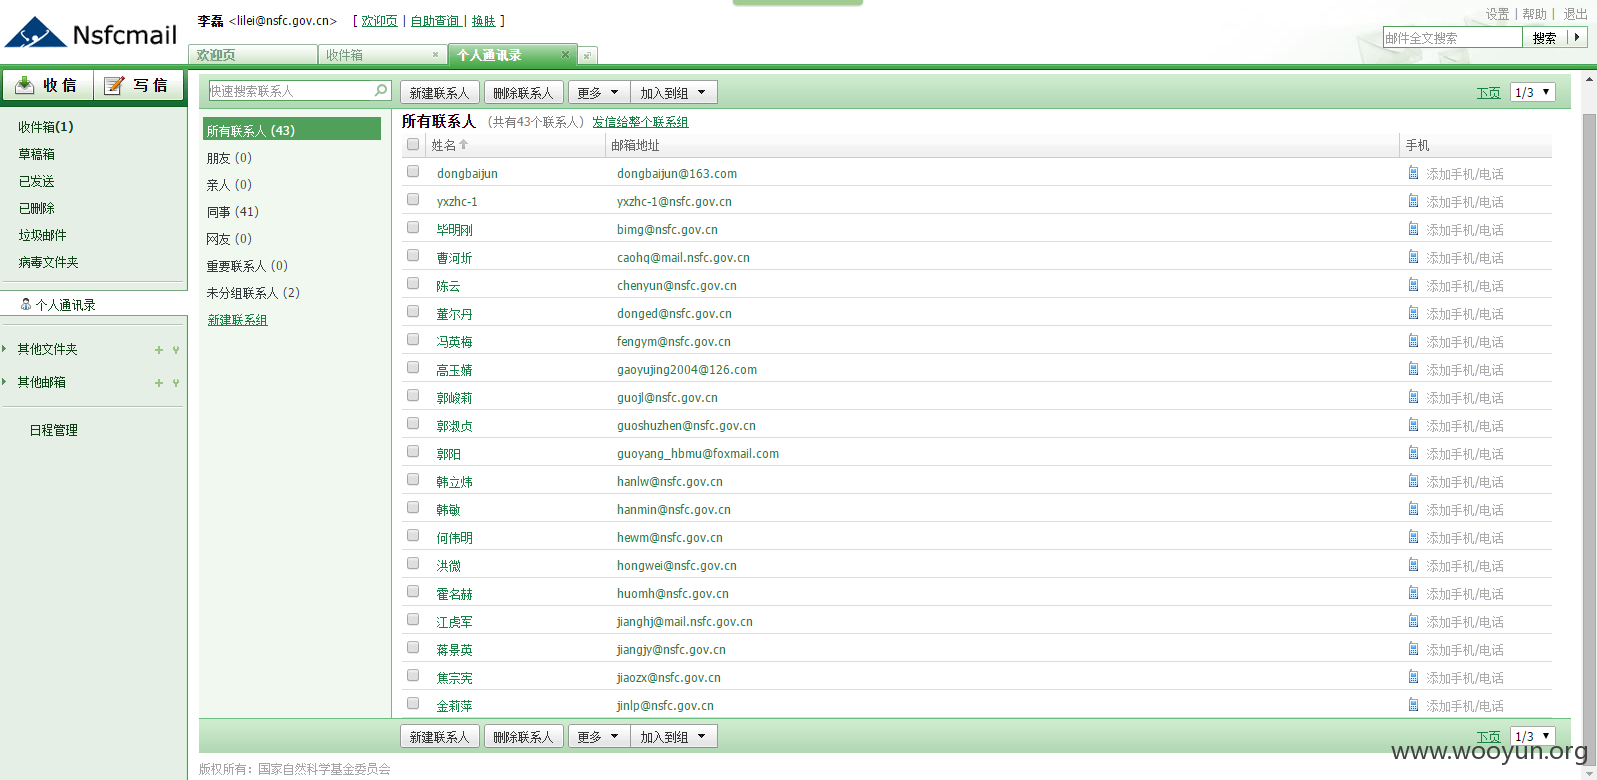 Nsfcmail
李磊 <lilei@nsfc.gov.cn> [ 欢迎页 | 自助查询 | 换肤 ]
设置 | 帮助 | 退出
邮件全文搜索 搜索
欢迎页 收件箱 × 个人通讯录 ×
收信 写信
收件箱(1)
草稿箱
已发送
已删除
垃圾邮件
病毒文件夹
个人通讯录
其他文件夹 +
其他邮箱 +
日程管理
快速搜索联系人
新建联系人 删除联系人 更多 加入到组 下页 1/3
所有联系人 (43)
朋友 (0)
亲人 (0)
同事 (41)
网友 (0)
重要联系人 (0)
未分组联系人 (2)
新建联系组
所有联系人 （共有43个联系人） 发信给整个联系组
姓名 邮箱地址 手机
dongbaijun dongbaijun@163.com 添加手机/电话
yxzhc-1 yxzhc-1@nsfc.gov.cn 添加手机/电话
毕明刚 bimg@nsfc.gov.cn 添加手机/电话
曹河圻 caohq@mail.nsfc.gov.cn 添加手机/电话
陈云 chenyun@nsfc.gov.cn 添加手机/电话
董尔丹 donged@nsfc.gov.cn 添加手机/电话
冯英梅 fengym@nsfc.gov.cn 添加手机/电话
高玉婧 gaoyujing2004@126.com 添加手机/电话
郭峻莉 guojl@nsfc.gov.cn 添加手机/电话
郭淑贞 guoshuzhen@nsfc.gov.cn 添加手机/电话
郭阳 guoyang_hbmu@foxmail.com 添加手机/电话
韩立炜 hanlw@nsfc.gov.cn 添加手机/电话
韩敏 hanmin@nsfc.gov.cn 添加手机/电话
何伟明 hewm@nsfc.gov.cn 添加手机/电话
洪微 hongwei@nsfc.gov.cn 添加手机/电话
霍名赫 huomh@nsfc.gov.cn 添加手机/电话
江虎军 jianghj@mail.nsfc.gov.cn 添加手机/电话
蒋景英 jiangjy@nsfc.gov.cn 添加手机/电话
焦宗宪 jiaozx@nsfc.gov.cn 添加手机/电话
金莉萍 jinlp@nsfc.gov.cn 添加手机/电话
新建联系人 删除联系人 更多 加入到组 下页 1/3
www.wooyun.org
版权所有：国家自然科学基金委员会